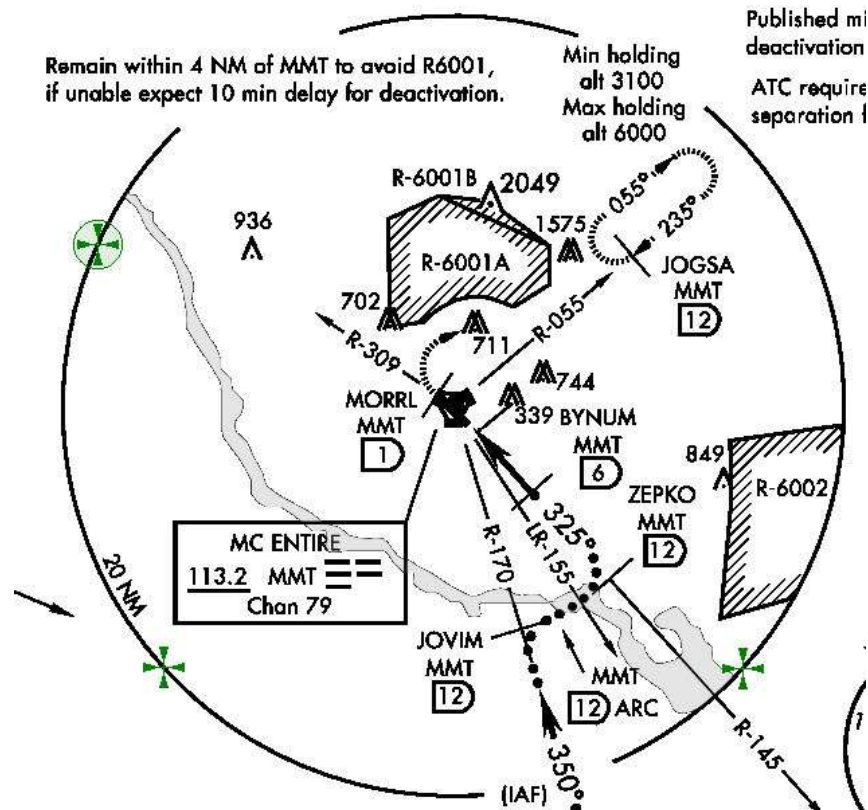 Published mi
deactivation
ATC require
separation f
Remain within 4 NM of MMT to avoid R6001,
if unable expect 10 min delay for deactivation.
Min holding
alt 3100
Max holding
alt 6000
R-6001B
2049
055°
235°
936
1575
R-6001A
JOGSA
MMT
12
702
R-309
711
R-055
744
MORRL
MMT
1
339
BYNUM
MMT
6
849
R-6002
ZEPKO
MMT
12
325°
LR-155
R-170
MC ENTIRE
113.2 MMT
Chan 79
20 NM
JOVIM
MMT
12
MMT
12 ARC
R-145
350°
(IAF)
1